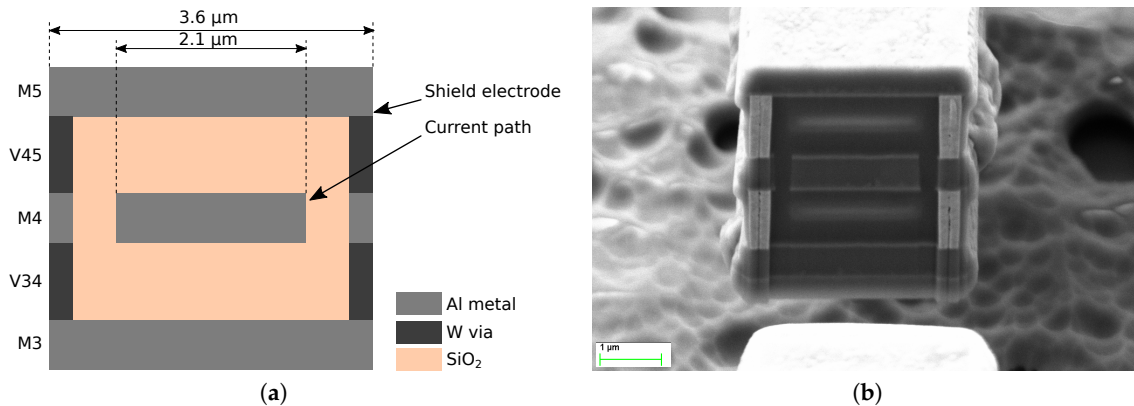 3.6 µm
2.1 µm
M5
Shield electrode
Current path
V45
M4
V34
Al metal
W via
SiO₂
M3
1 µm
(a)
(b)